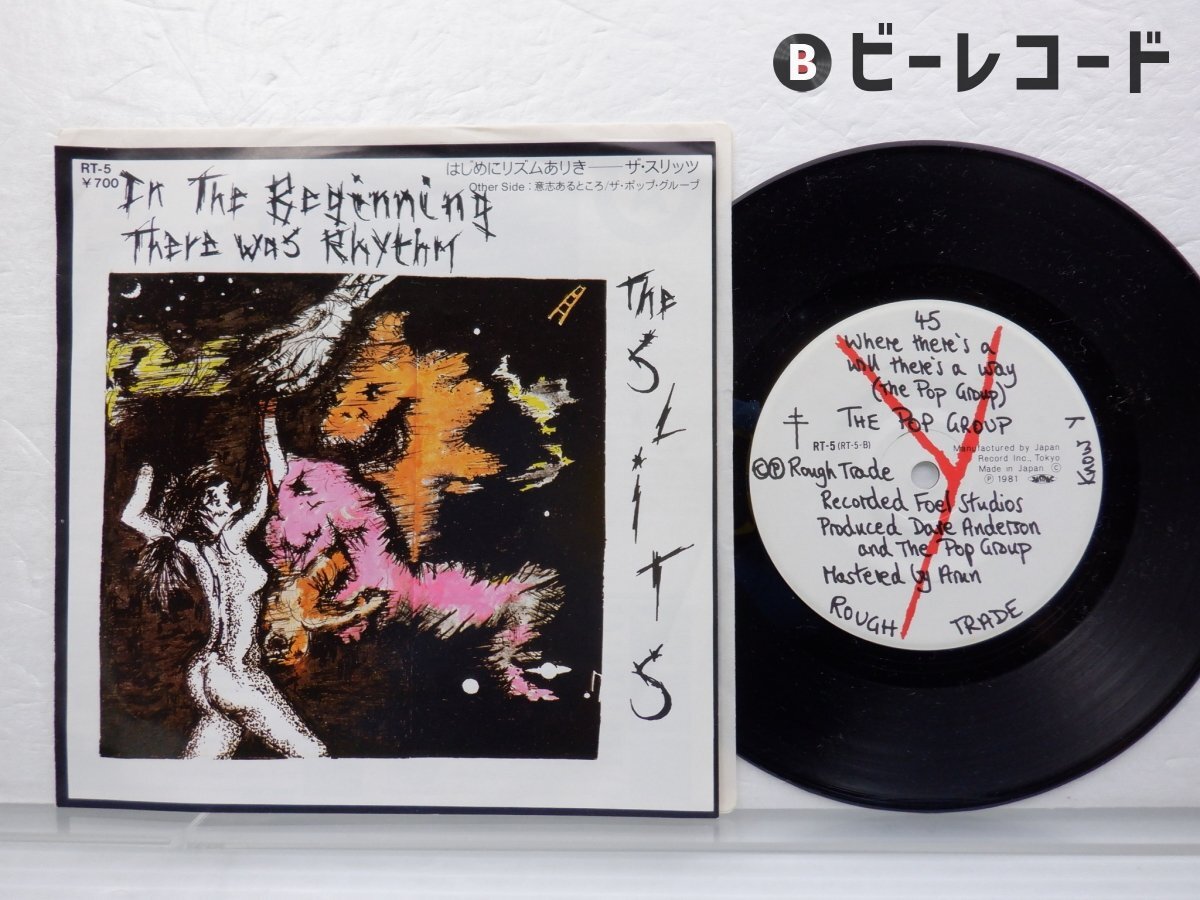 B ビーレコード
RT-5
¥700
はじめにリズムありき——ザ・スリッツ
Other Side : 意志あるところ/ザ・ポップ・グループ
In The Beginning
There was Rhythm
The
SLITS
45
Where there's a
will there's a way
(The Pop Group)
THE POP GROUP
RT-5 (RT-5-B)
Manufactured by Japan
Record Inc., Tokyo
Made in Japan ©
℗ 1981
©℗ Rough Trade
Recorded Foel Studios
Produced Dave Anderson
and The Pop Group
Mastered by Arun
ROUGH TRADE
Y 3mm